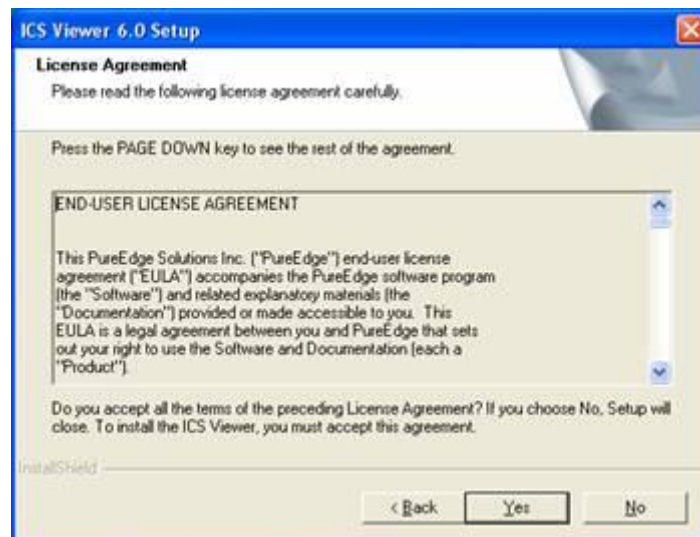 ICS Viewer 6.0 Setup
License Agreement
Please read the following license agreement carefully.
Press the PAGE DOWN key to see the rest of the agreement.
END-USER LICENSE AGREEMENT
This PureEdge Solutions Inc. ("PureEdge") end-user license
agreement ("EULA") accompanies the PureEdge software program
(the "Software") and related explanatory materials (the
"Documentation") provided or made accessible to you.  This
EULA is a legal agreement between you and PureEdge that sets
out your right to use the Software and Documentation (each a
"Product").
Do you accept all the terms of the preceding License Agreement? If you choose No, Setup will
close. To install the ICS Viewer, you must accept this agreement.
InstallShield
< Back
Yes
No